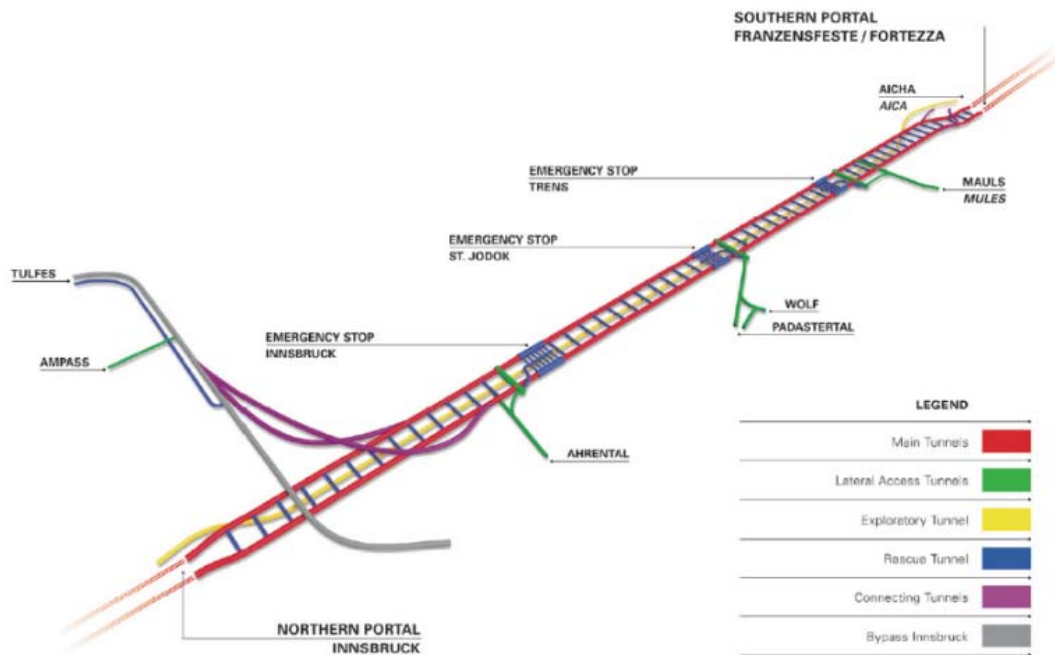 SOUTHERN PORTAL
FRANZENSFESTE / FORTEZZA
AICHA
AICA
EMERGENCY STOP
TRENS
MAULS
MULES
EMERGENCY STOP
ST. JODOK
TULFES
WOLF
PADASTERTAL
EMERGENCY STOP
INNSBRUCK
AMPASS
AHRENTAL
LEGEND
Main Tunnels
Lateral Access Tunnels
Exploratory Tunnel
Rescue Tunnel
Connecting Tunnels
Bypass Innsbruck
NORTHERN PORTAL
INNSBRUCK